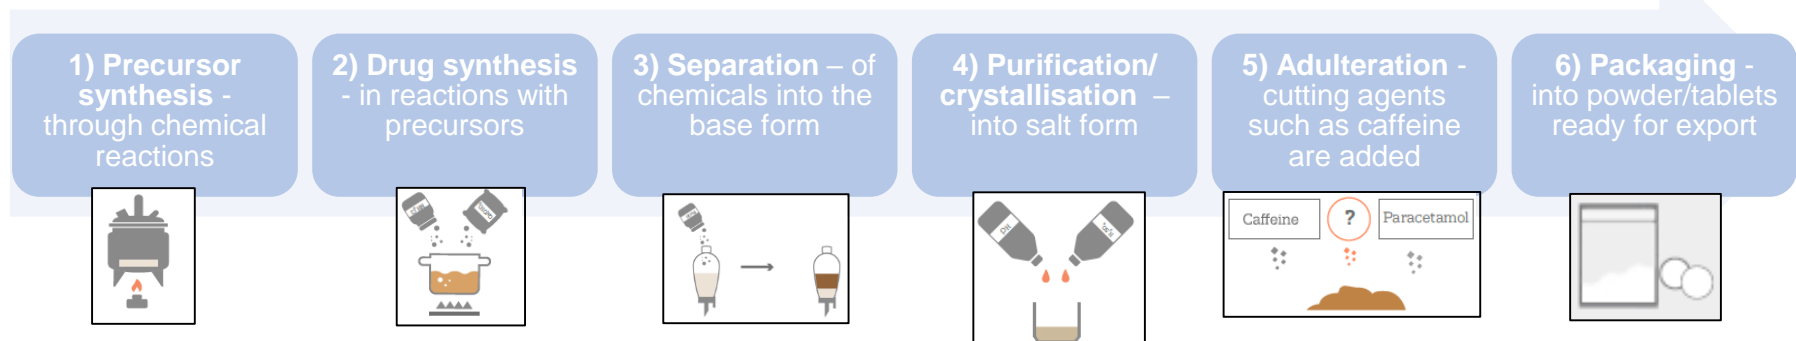 1) Precursor
synthesis -
through chemical
reactions
2) Drug synthesis
- in reactions with
precursors
3) Separation – of
chemicals into the
base form
4) Purification/
crystallisation –
into salt form
5) Adulteration -
cutting agents
such as caffeine
are added
6) Packaging -
into powder/tablets
ready for export
Caffeine
?
Paracetamol